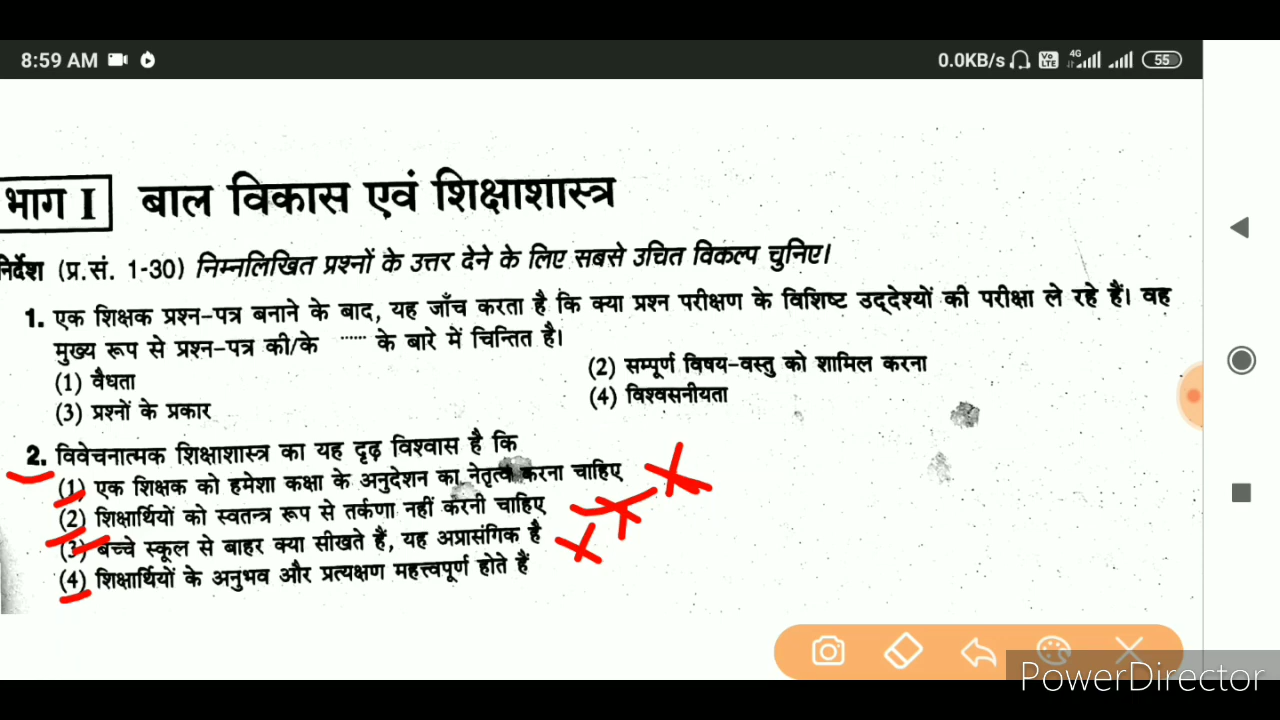 8:59 AM
0.0KB/s Vo LTE 4G 55
भाग I बाल विकास एवं शिक्षाशास्त्र
निर्देश (प्र.सं. 1-30) निम्नलिखित प्रश्नों के उत्तर देने के लिए सबसे उचित विकल्प चुनिए।
1. एक शिक्षक प्रश्न-पत्र बनाने के बाद, यह जाँच करता है कि क्या प्रश्न परीक्षण के विशिष्ट उद्देश्यों की परीक्षा ले रहे हैं। वह
मुख्य रूप से प्रश्न-पत्र की/के ...... के बारे में चिन्तित है।
(1) वैधता (2) सम्पूर्ण विषय-वस्तु को शामिल करना
(3) प्रश्नों के प्रकार (4) विश्वसनीयता
2. विवेचनात्मक शिक्षाशास्त्र का यह दृढ़ विश्वास है कि
(1) एक शिक्षक को हमेशा कक्षा के अनुदेशन का नेतृत्व करना चाहिए
(2) शिक्षार्थियों को स्वतन्त्र रूप से तर्कणा नहीं करनी चाहिए
(3) बच्चे स्कूल से बाहर क्या सीखते हैं, यह अप्रासंगिक है
(4) शिक्षार्थियों के अनुभव और प्रत्यक्षण महत्त्वपूर्ण होते हैं
PowerDirector